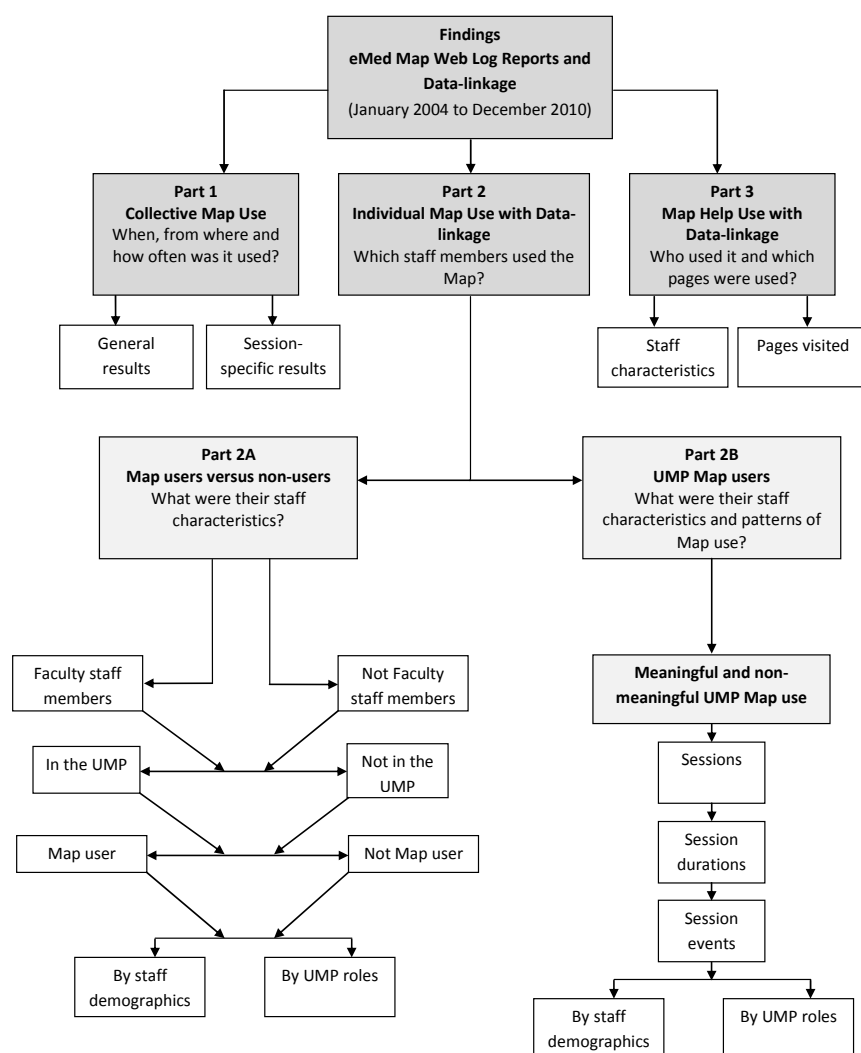 Findings
eMed Map Web Log Reports and
Data-linkage
(January 2004 to December 2010)
Part 1
Collective Map Use
When, from where and
how often was it used?
Part 2
Individual Map Use with Data-
linkage
Which staff members used the
Map?
Part 3
Map Help Use with
Data-linkage
Who used it and which
pages were used?
General
results
Session-
specific results
Staff
characteristics
Pages visited
Part 2A
Map users versus non-users
What were their staff
characteristics?
Part 2B
UMP Map users
What were their staff
characteristics and patterns of
Map use?
Faculty staff
members
Not Faculty
staff members
In the UMP
Not in the
UMP
Map user
Not Map user
By staff
demographics
By UMP roles
Meaningful and non-
meaningful UMP Map use
Sessions
Session
durations
Session
events
By staff
demographics
By UMP roles